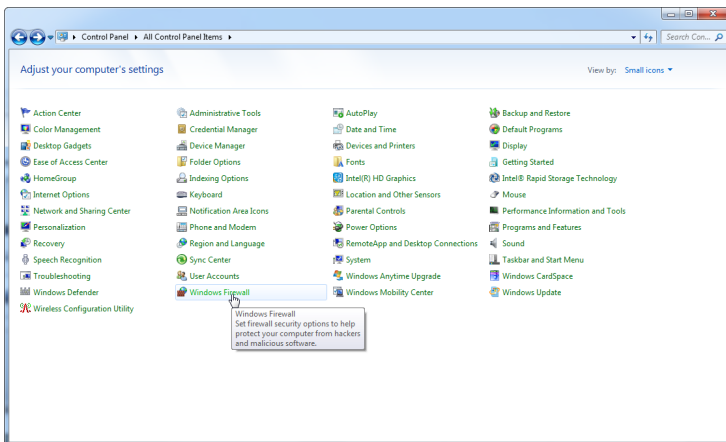 Control Panel ▸ All Control Panel Items ▸
Search Con...
Adjust your computer's settings
View by: Small icons
Action Center
Administrative Tools
AutoPlay
Backup and Restore
Color Management
Credential Manager
Date and Time
Default Programs
Desktop Gadgets
Device Manager
Devices and Printers
Display
Ease of Access Center
Folder Options
Fonts
Getting Started
HomeGroup
Indexing Options
Intel(R) HD Graphics
Intel® Rapid Storage Technology
Internet Options
Keyboard
Location and Other Sensors
Mouse
Network and Sharing Center
Notification Area Icons
Parental Controls
Performance Information and Tools
Personalization
Phone and Modem
Power Options
Programs and Features
Recovery
Region and Language
RemoteApp and Desktop Connections
Sound
Speech Recognition
Sync Center
System
Taskbar and Start Menu
Troubleshooting
User Accounts
Windows Anytime Upgrade
Windows CardSpace
Windows Defender
Windows Firewall
Windows Mobility Center
Windows Update
Wireless Configuration Utility
Windows Firewall
Set firewall security options to help
protect your computer from hackers
and malicious software.